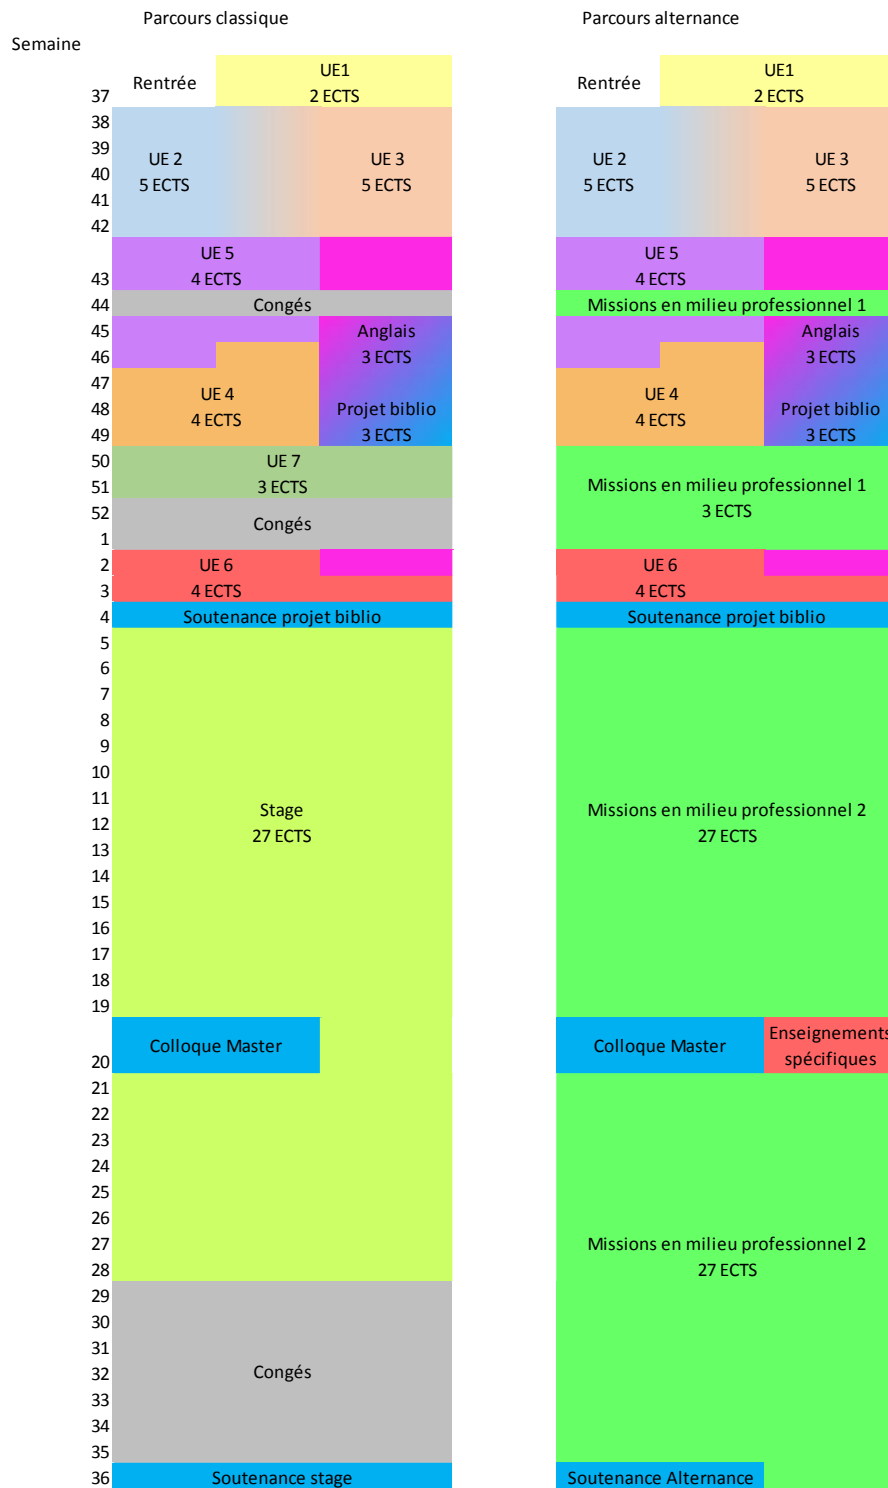 Parcours classique Parcours alternance
Semaine
UE1 UE1
Rentrée Rentrée
37 2 ECTS 2 ECTS
38
39
UE 2 UE 3 UE 2 UE 3
40
5 ECTS 5 ECTS 5 ECTS 5 ECTS
41
42
UE 5 UE 5
43 4 ECTS 4 ECTS
44 Congés Missions en milieu professionnel 1
45 Anglais Anglais
46 3 ECTS 3 ECTS
47
UE 4 UE 4
48 Projet biblio Projet biblio
4 ECTS 4 ECTS
49 3 ECTS 3 ECTS
50 UE 7
Missions en milieu professionnel 1
51 3 ECTS
3 ECTS
52
Congés
1
2 UE 6 UE 6
3 4 ECTS 4 ECTS
4 Soutenance projet biblio Soutenance projet biblio
5
6
7
8
9
10
11
Stage Missions en milieu professionnel 2
12
27 ECTS 27 ECTS
13
14
15
16
17
18
19
Enseignements
Colloque Master Colloque Master
20 spécifiques
21
22
23
24
25
26
27 Missions en milieu professionnel 2
28 27 ECTS
29
30
31
32 Congés
33
34
35
36 Soutenance stage Soutenance Alternance